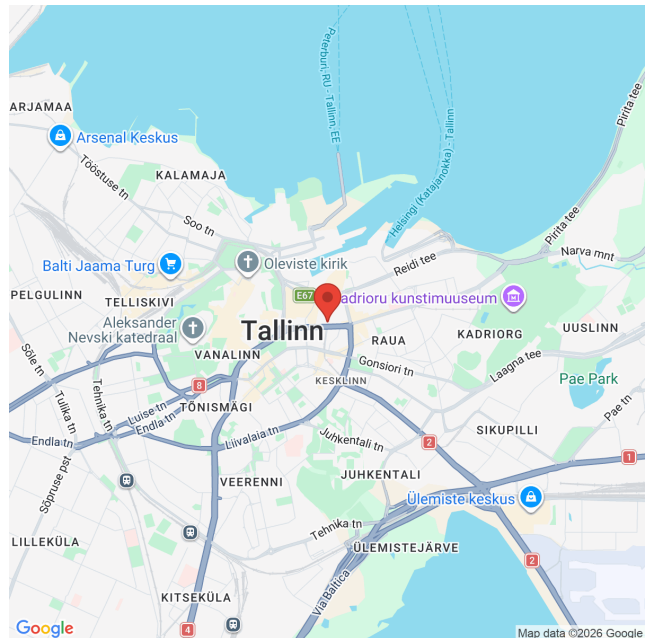 Peterburi, RU - Tallinn, EE
Helsingi (Katajanokka) - Tallinn
Pirita tee
ARJAMAA
Arsenal Keskus
Tööstuse tn
KALAMAJA
Soo tn
Pirita tee
Narva mnt
Balti Jaama Turg
Oleviste kirik
Reidi tee
PELGULINN
TELLISKIVI
E67
adrioru kunstimuuseum
Aleksander
Nevski katedraal
Tallinn
RAUA
KADRIORG
UUSLINN
VANALINN
Sõle tn
Gonsiori tn
Laagna tee
Pae Park
Tulika tn
Tehnika tn
8
KESKLINN
Luise tn
TÕNISMÄGI
Pae tn
Endla tn
Endla tn
Liivalaia tn
Juhkentali tn
2
SIKUPILLI
1
Sõpruse pst
VEERENNI
JUHKENTALI
Ülemiste keskus
Tehnika tn
LILLEKÜLA
ÜLEMISTEJÄRVE
2
Via Baltica
KITSEKÜLA
4
Google
Map data ©2026 Google